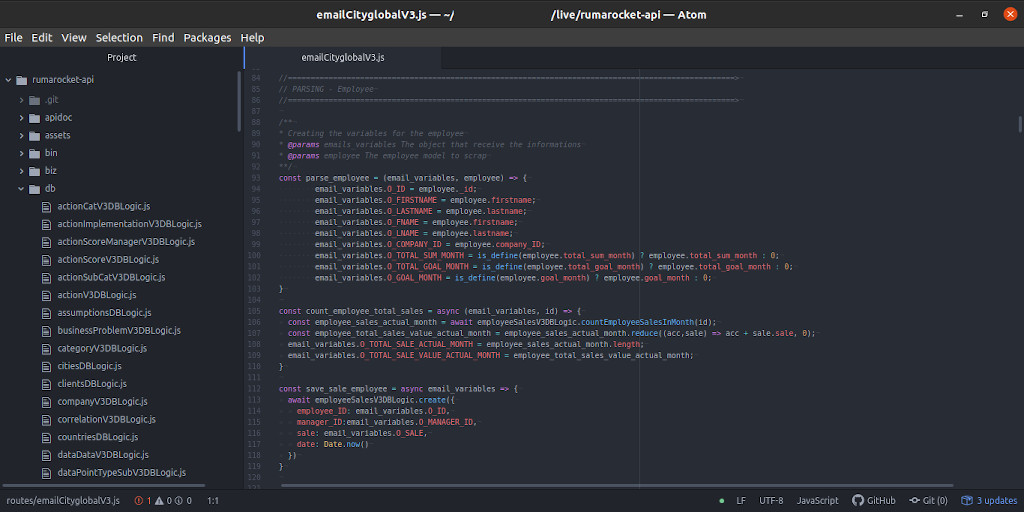 emailCityglobalV3.js — ~/ /live/rumarocket-api — Atom
File Edit View Selection Find Packages Help
Project
emailCityglobalV3.js
rumarocket-api
.git
apidoc
assets
bin
biz
db
actionCatV3DBLogic.js
actionImplementationV3DBLogic.js
actionScoreManagerV3DBLogic.js
actionScoreV3DBLogic.js
actionSubCatV3DBLogic.js
actionV3DBLogic.js
assumptionsDBLogic.js
businessProblemV3DBLogic.js
categoryV3DBLogic.js
citiesDBLogic.js
clientsDBLogic.js
companyV3DBLogic.js
correlationV3DBLogic.js
countriesDBLogic.js
dataDataV3DBLogic.js
dataPointTypeSubV3DBLogic.js
84 //==================================================================================================>
85 // PARSING - Employee
86 //==================================================================================================>
87
88 /**
89 * Creating the variables for the employee
90 * @params emails_variables The object that receive the informations
91 * @params employee The employee model to scrap
92 **/
93 const parse_employee = (email_variables, employee) => {
94 email_variables.O_ID = employee._id;
95 email_variables.O_FIRSTNAME = employee.firstname;
96 email_variables.O_LASTNAME = employee.lastname;
97 email_variables.O_FNAME = employee.firstname;
98 email_variables.O_LNAME = employee.lastname;
99 email_variables.O_COMPANY_ID = employee.company_ID;
100 email_variables.O_TOTAL_SUM_MONTH = is_define(employee.total_sum_month) ? employee.total_sum_month : 0;
101 email_variables.O_TOTAL_GOAL_MONTH = is_define(employee.total_goal_month) ? employee.total_goal_month : 0;
102 email_variables.O_GOAL_MONTH = is_define(employee.goal_month) ? employee.goal_month : 0;
103 }
104
105 const count_employee_total_sales = async (email_variables, id) => {
106 const employee_sales_actual_month = await employeeSalesV3DBLogic.countEmployeeSalesInMonth(id);
107 const employee_total_sales_value_actual_month = employee_sales_actual_month.reduce((acc,sale) => acc + sale.sale, 0);
108 email_variables.O_TOTAL_SALE_ACTUAL_MONTH = employee_sales_actual_month.length;
109 email_variables.O_TOTAL_SALE_VALUE_ACTUAL_MONTH = employee_total_sales_value_actual_month;
110 }
111
112 const save_sale_employee = async email_variables => {
113 await employeeSalesV3DBLogic.create({
114 employee_ID: email_variables.O_ID,
115 manager_ID:email_variables.O_MANAGER_ID,
116 sale: email_variables.O_SALE,
117 date: Date.now()
118 })
119 }
120
routes/emailCityglobalV3.js 1 0 0 1:1 LF UTF-8 JavaScript GitHub Git (0) 3 updates